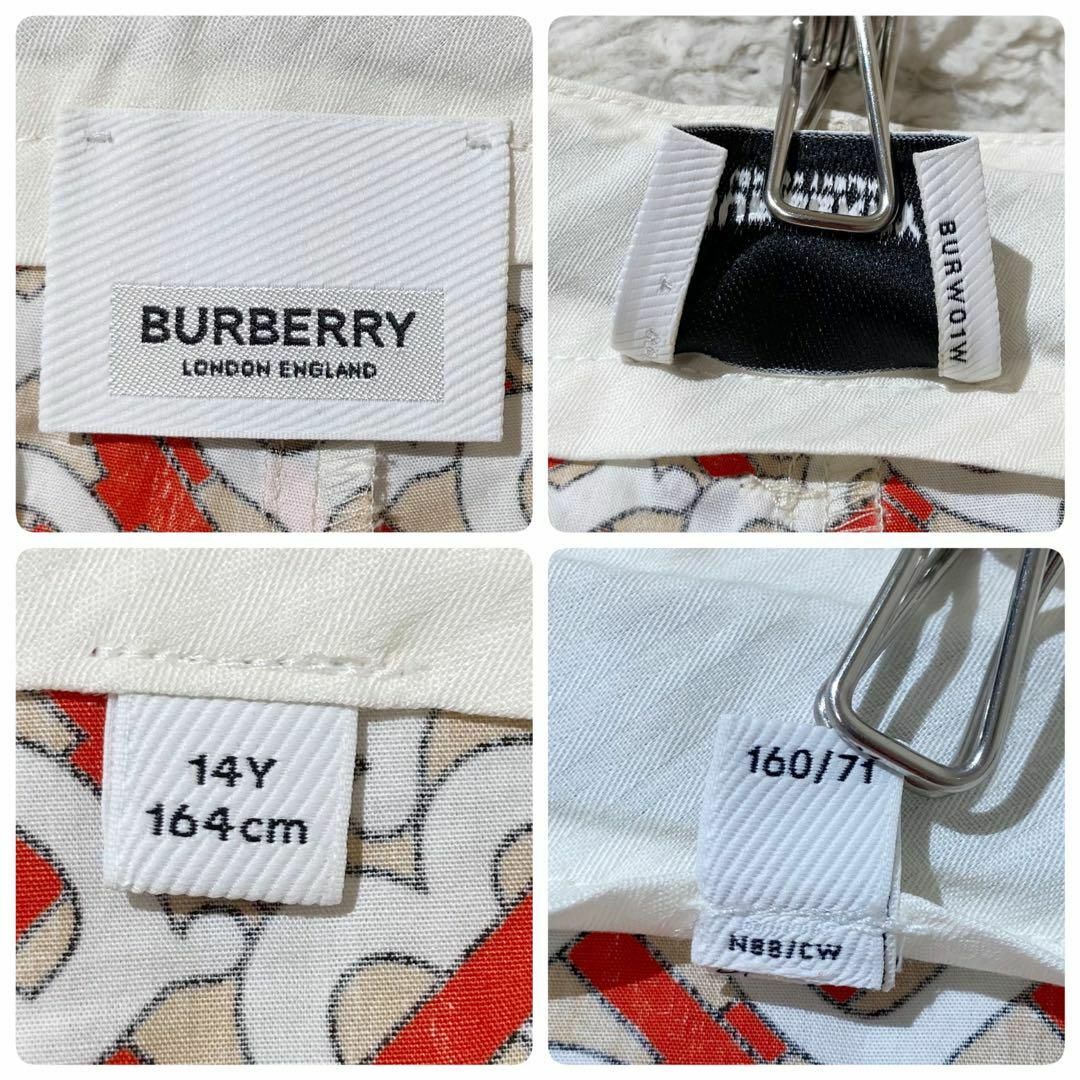 BURBERRY
LONDON ENGLAND
BURW01W
14Y
164cm
160/71
N88/CW